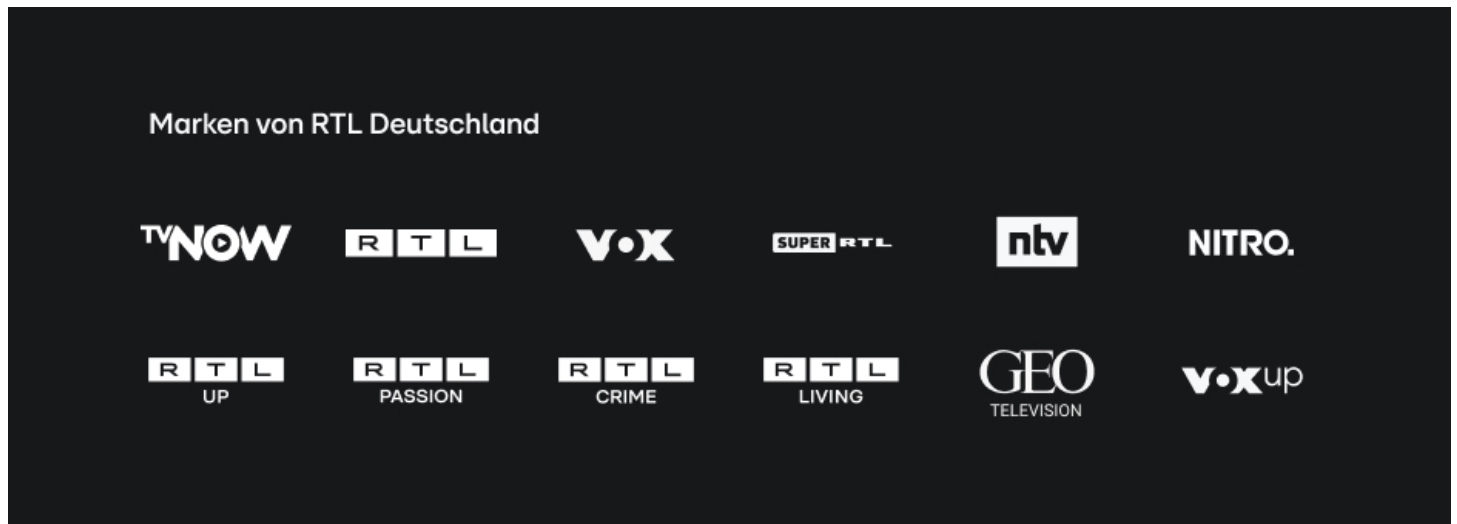 Marken von RTL Deutschland
TVNOW
RTL
VOX
SUPER RTL
ntv
NITRO.
RTL
UP
RTL
PASSION
RTL
CRIME
RTL
LIVING
GEO
TELEVISION
VOXup